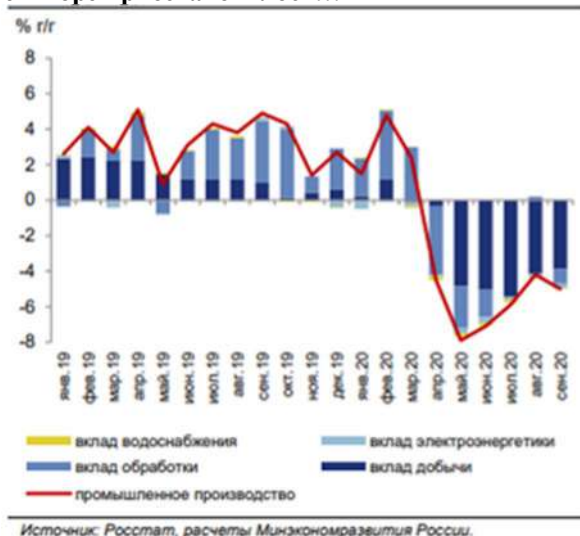 % г/г
8
6
4
2
0
-2
-4
-6
-8
янв.19
фев.19
мар.19
апр.19
май.19
июн.19
июл.19
авг.19
сен.19
окт.19
ноя.19
дек.19
янв.20
фев.20
мар.20
апр.20
май.20
июн.20
июл.20
авг.20
сен.20
вклад водоснабжения
вклад электроэнергетики
вклад обработки
вклад добычи
промышленное производство
Источник: Росстат, расчеты Минэкономразвития России.